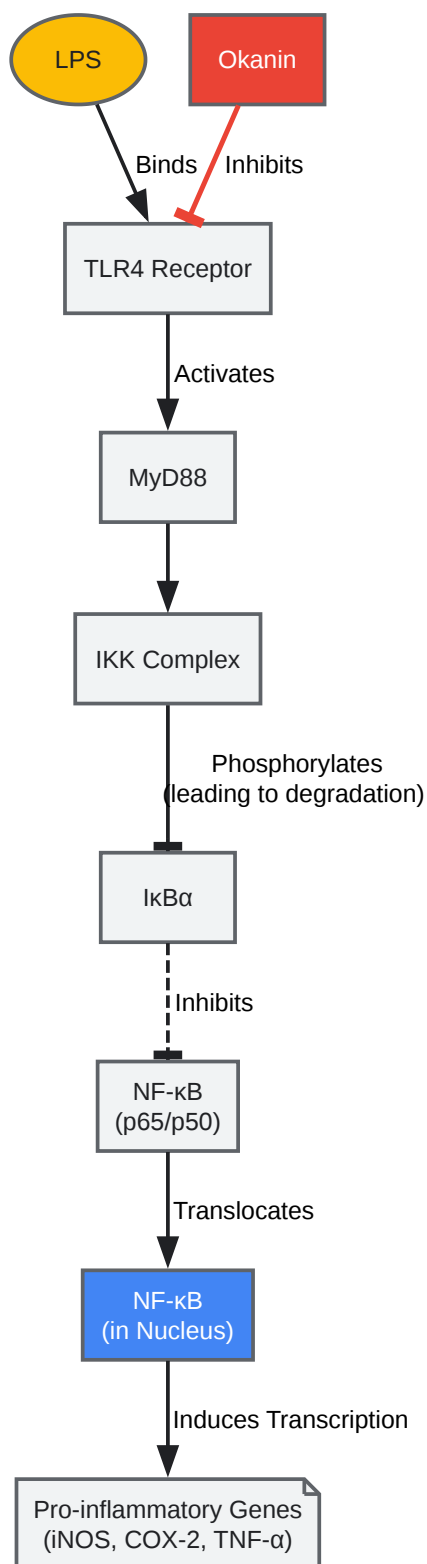 LPS
Okanin
Binds
Inhibits
TLR4 Receptor
Activates
MyD88
IKK Complex
Phosphorylates
(leading to degradation)
IκBα
Inhibits
NF-κB
(p65/p50)
Translocates
NF-κB
(in Nucleus)
Induces Transcription
Pro-inflammatory Genes
(iNOS, COX-2, TNF-α)